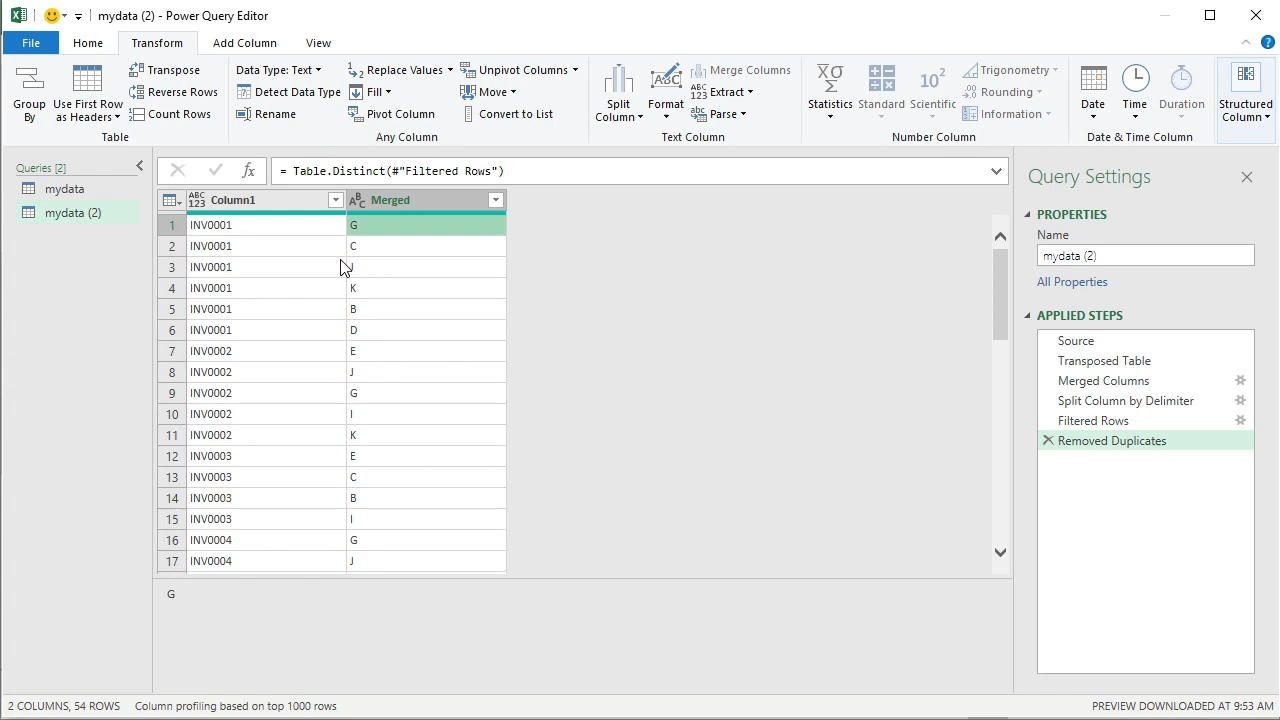 mydata (2) - Power Query Editor
File Home Transform Add Column View
Group By
Use First Row as Headers
Transpose
Reverse Rows
Count Rows
Table
Data Type: Text
Detect Data Type
Rename
Replace Values
Fill
Pivot Column
Unpivot Columns
Move
Convert to List
Any Column
Split Column
Format
ABC
Merge Columns
Extract
Parse
Text Column
Statistics
Standard
Scientific
10²
Trigonometry
Rounding
Information
Number Column
Date
Time
Duration
Date & Time Column
Structured Column
Queries [2]
mydata
mydata (2)
fx = Table.Distinct(#"Filtered Rows")
ABC 123 Column1 ABC Merged
1 INV0001 G
2 INV0001 C
3 INV0001 J
4 INV0001 K
5 INV0001 B
6 INV0001 D
7 INV0002 E
8 INV0002 J
9 INV0002 G
10 INV0002 I
11 INV0002 K
12 INV0003 E
13 INV0003 C
14 INV0003 B
15 INV0003 I
16 INV0004 G
17 INV0004 J
G
Query Settings
PROPERTIES
Name
mydata (2)
All Properties
APPLIED STEPS
Source
Transposed Table
Merged Columns
Split Column by Delimiter
Filtered Rows
Removed Duplicates
2 COLUMNS, 54 ROWS Column profiling based on top 1000 rows PREVIEW DOWNLOADED AT 9:53 AM